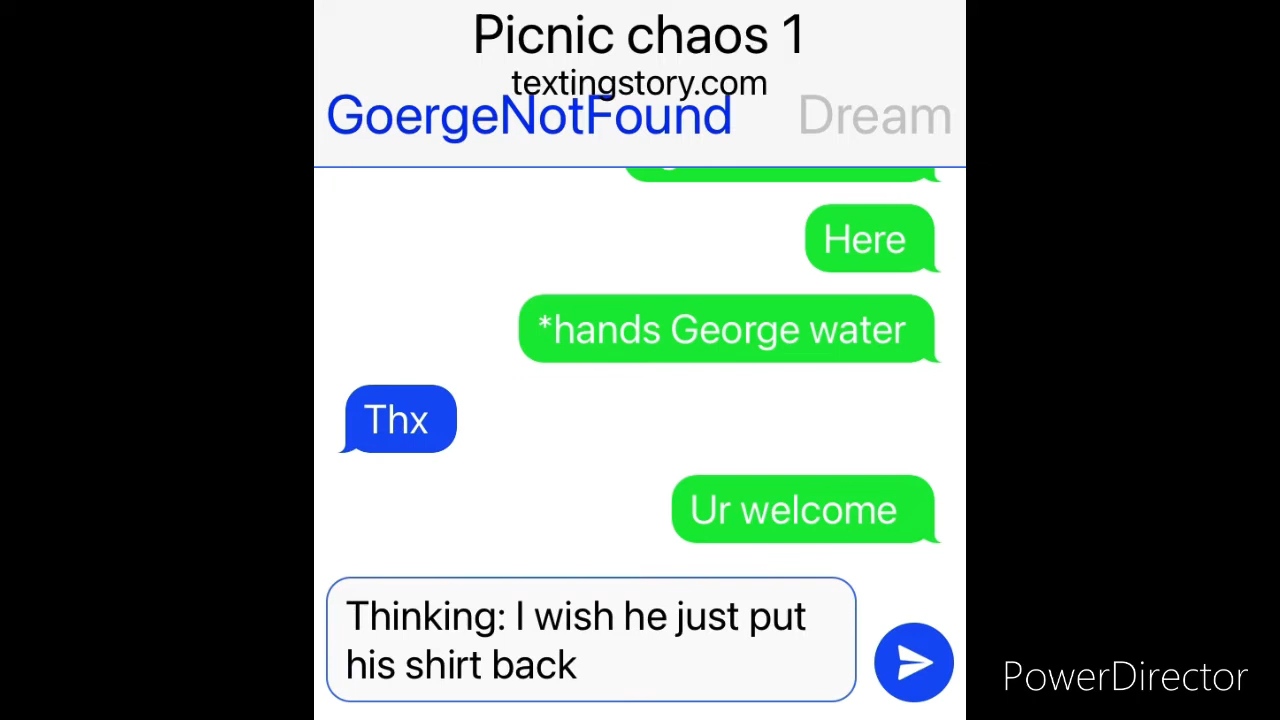 Picnic chaos 1
textingstory.com
GoergeNotFound Dream
Here
*hands George water
Thx
Ur welcome
Thinking: I wish he just put
his shirt back
PowerDirector